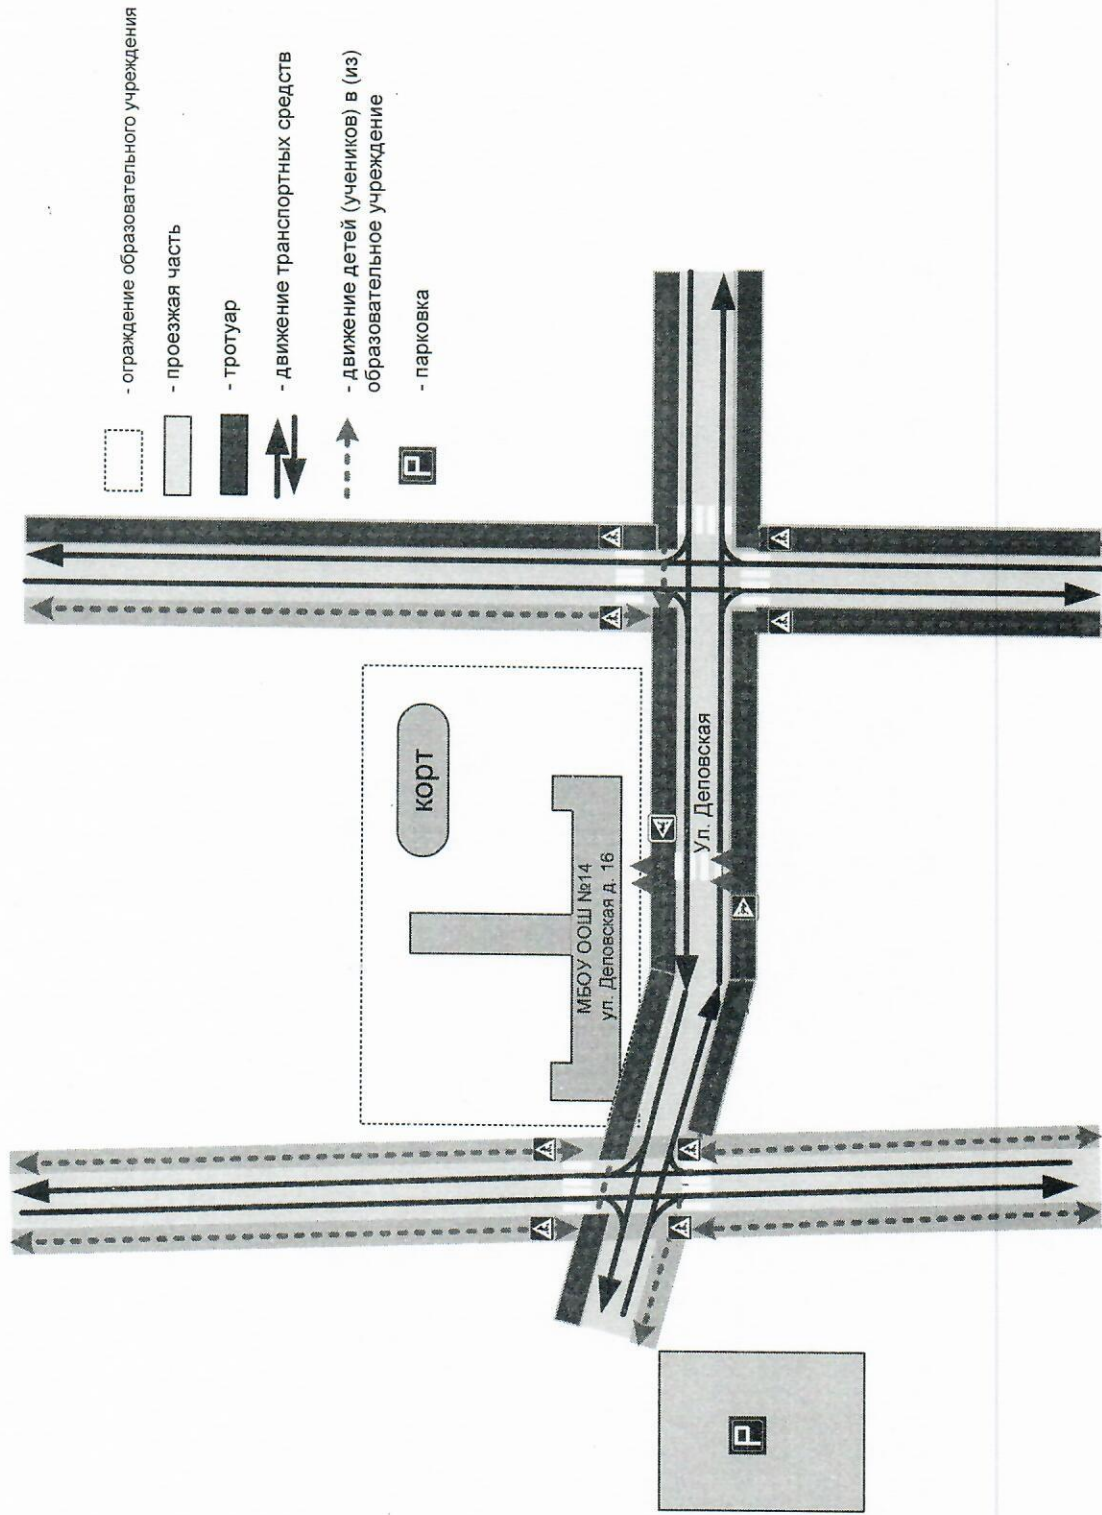 - ограждение образовательного учреждения
- проезжая часть
- тротуар
- движение транспортных средств
- движение детей (учеников) в (из)
образовательное учреждение
P
- парковка
корт
МБОУ ООШ №14
ул. Деповская д. 16
Ул. Деповская
P